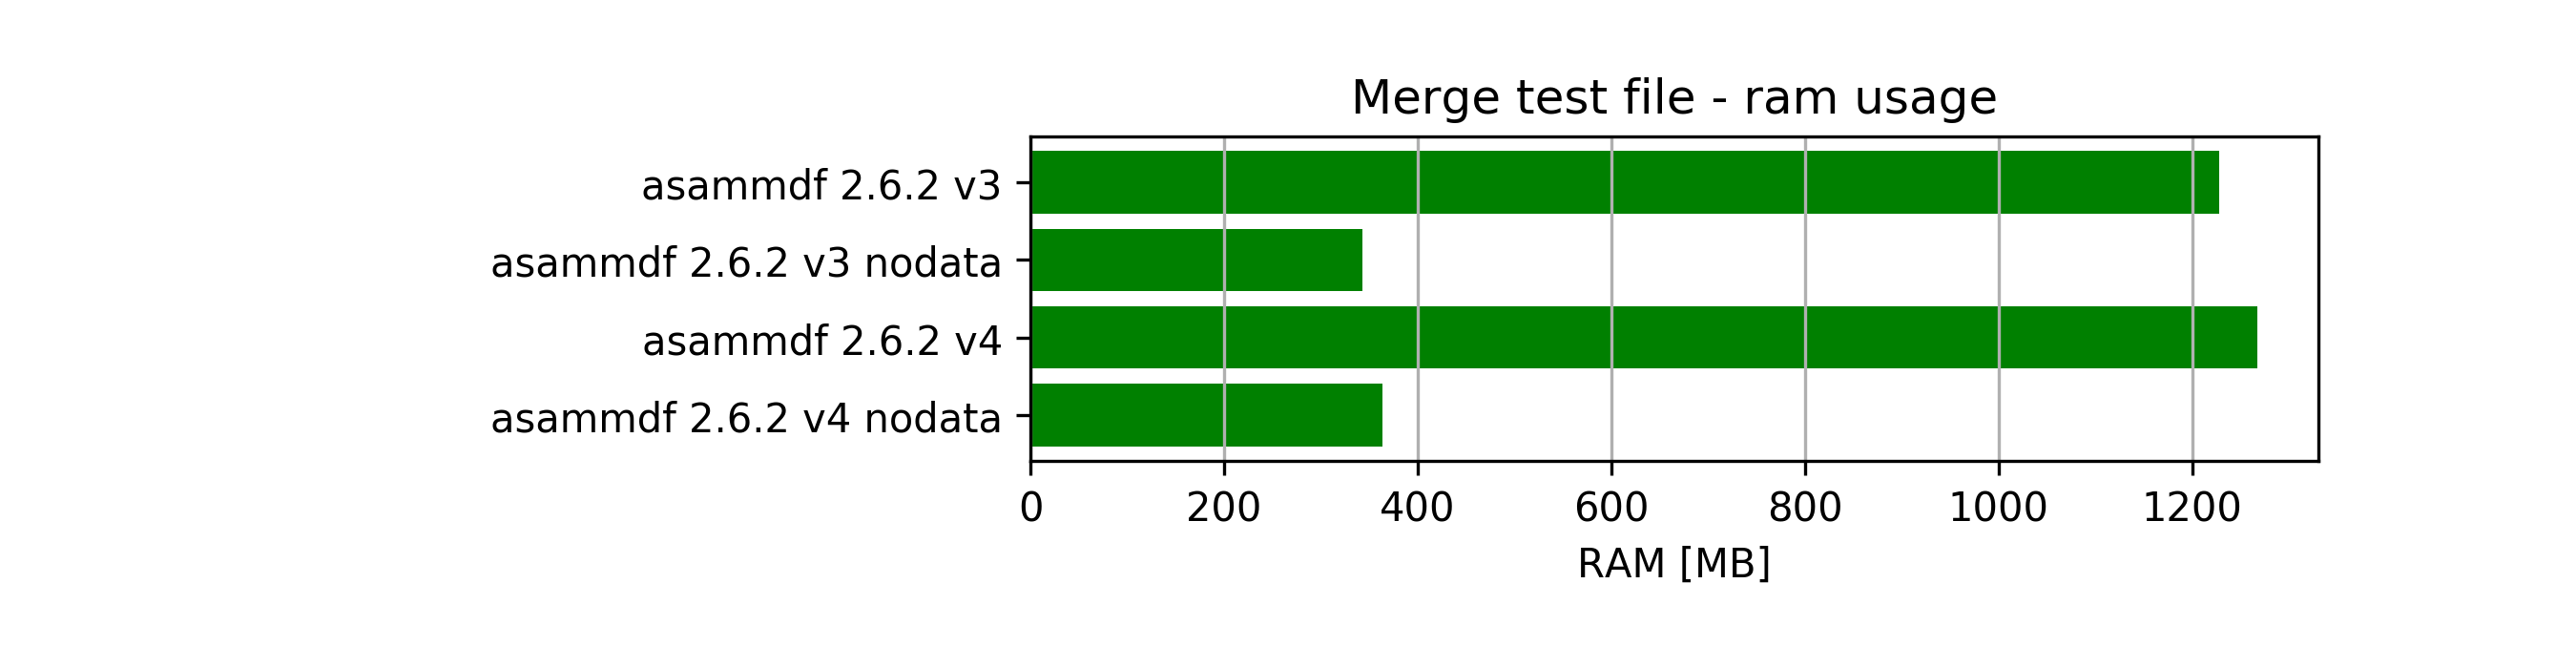 Merge test file - ram usage
asammdf 2.6.2 v3
asammdf 2.6.2 v3 nodata
asammdf 2.6.2 v4
asammdf 2.6.2 v4 nodata
0 200 400 600 800 1000 1200
RAM [MB]